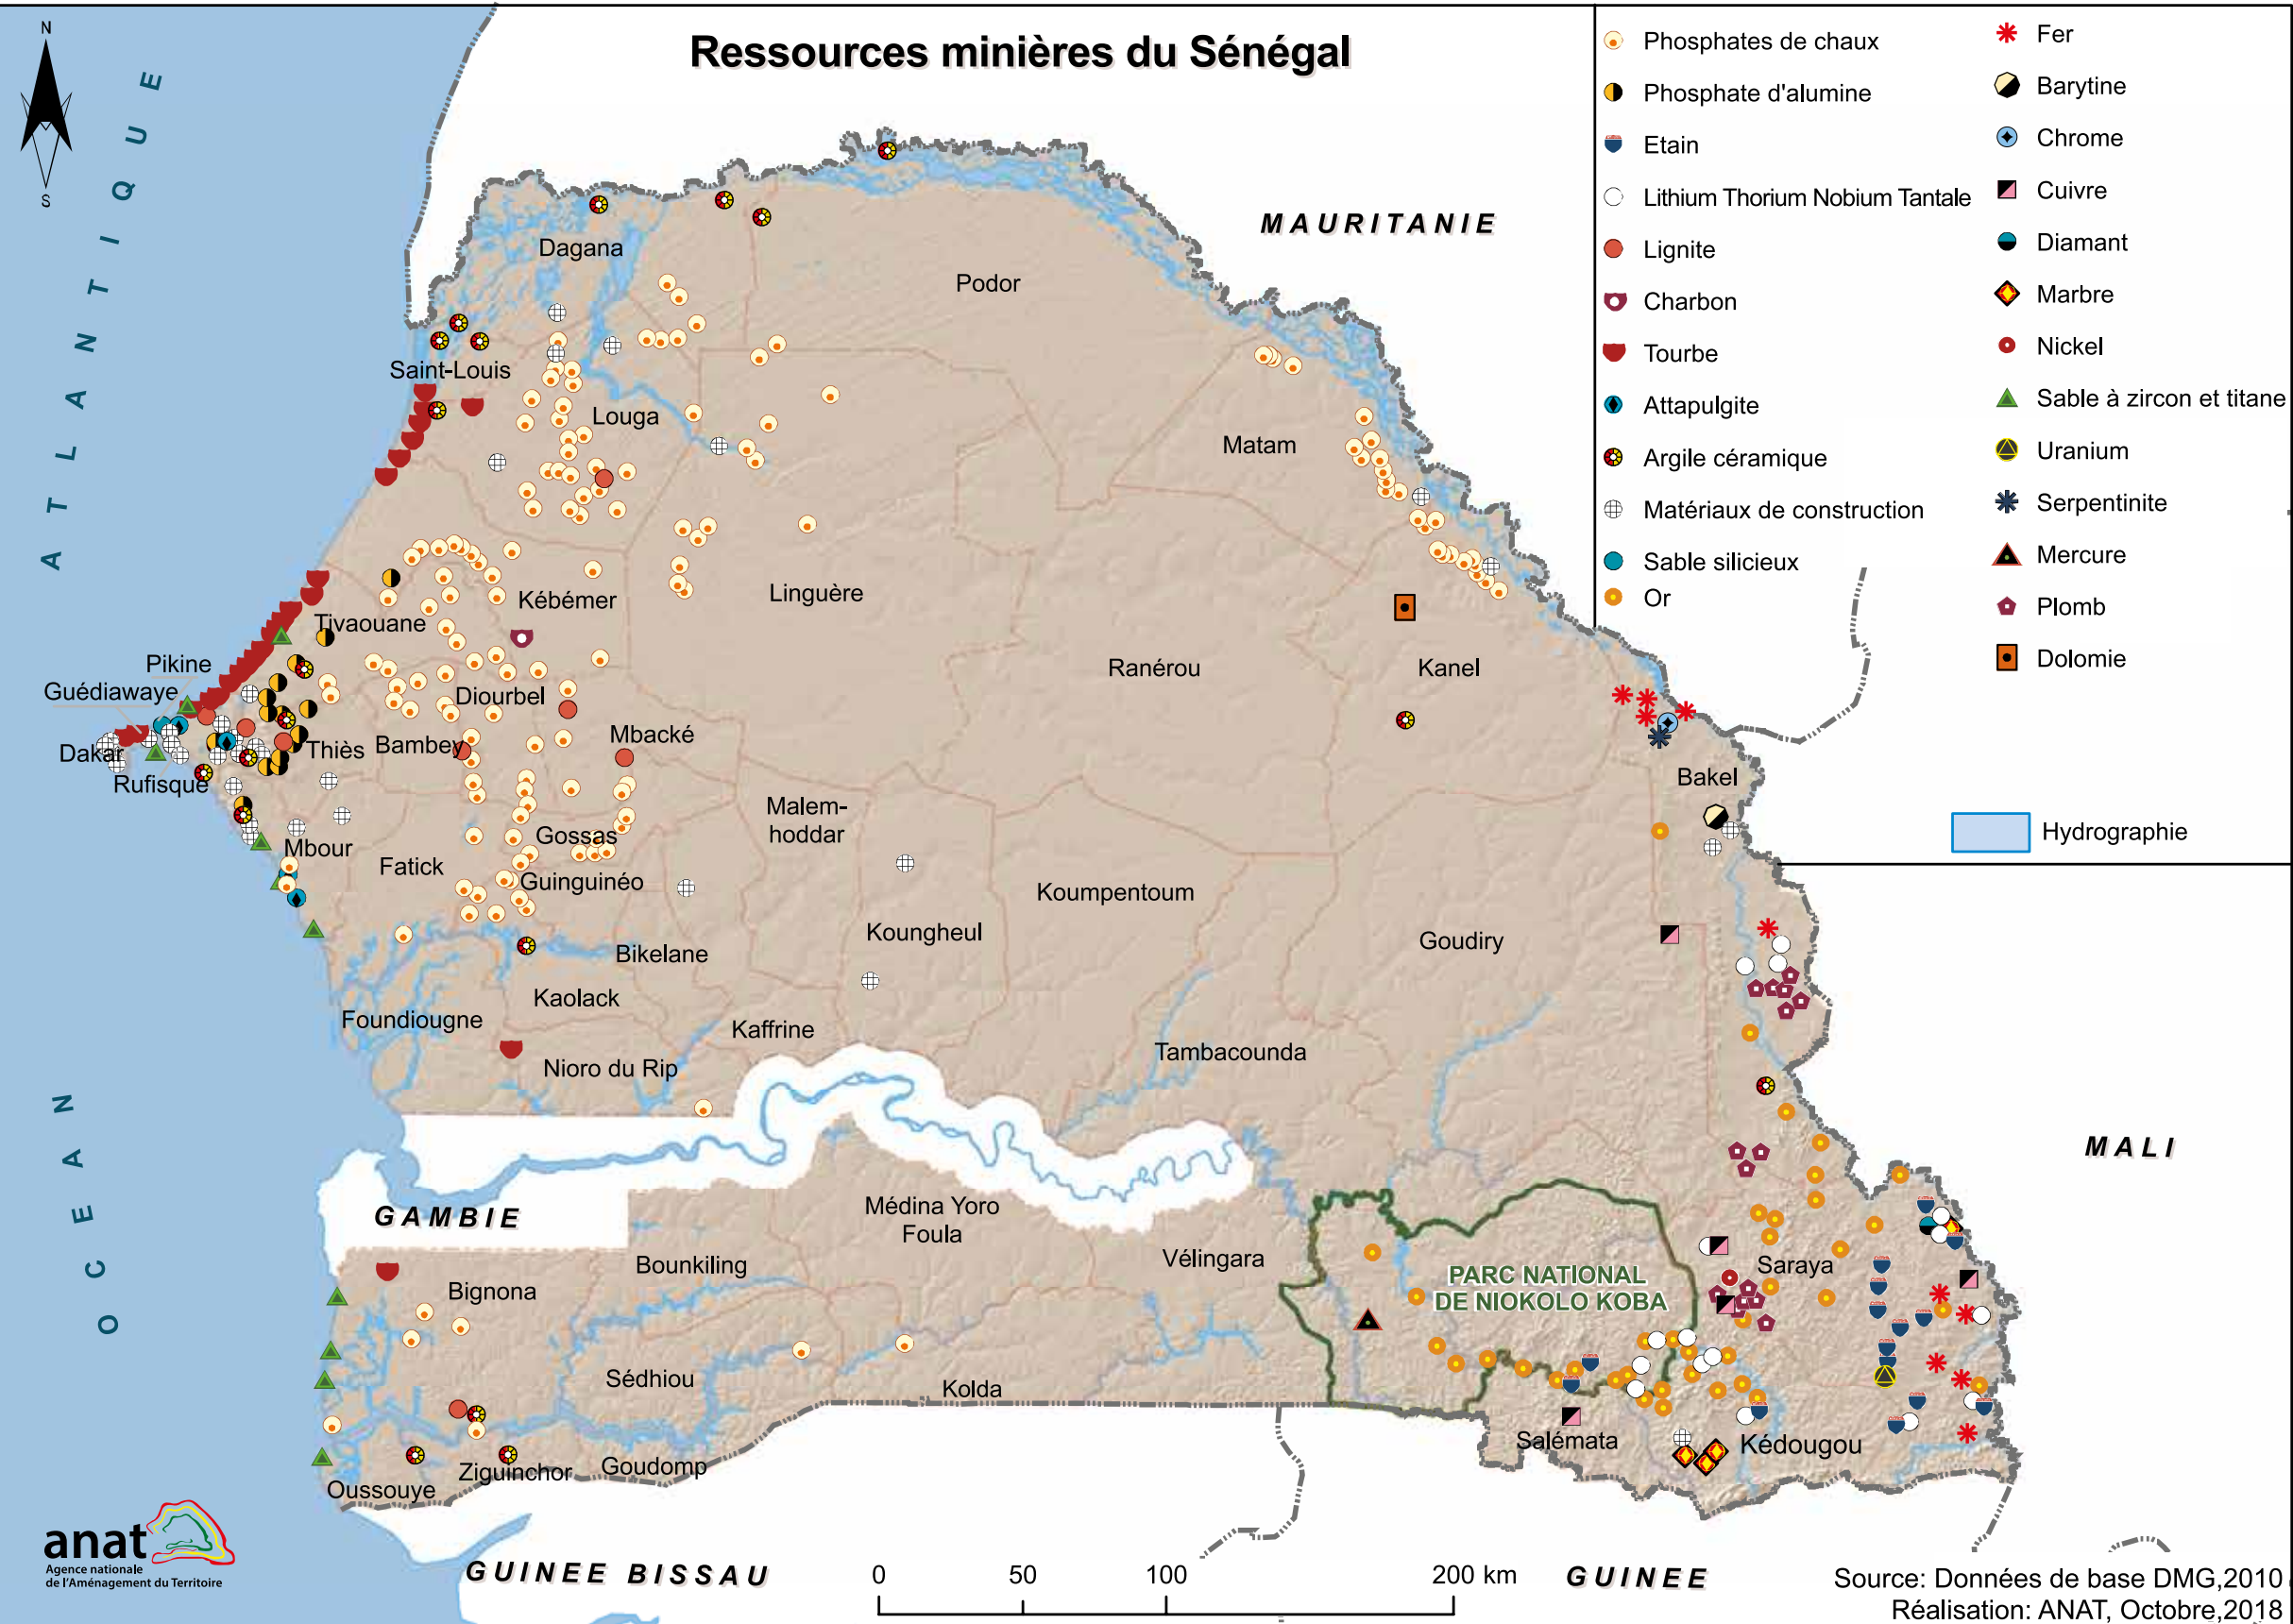 Ressources minières du Sénégal
N
S
OCEAN ATLANTIQUE
Phosphates de chaux
Phosphate d'alumine
Etain
Lithium Thorium Nobium Tantale
Lignite
Charbon
Tourbe
Attapulgite
Argile céramique
Matériaux de construction
Sable silicieux
Or
Fer
Barytine
Chrome
Cuivre
Diamant
Marbre
Nickel
Sable à zircon et titane
Uranium
Serpentinite
Mercure
Plomb
Dolomie
Hydrographie
MAURITANIE
Dagana
Podor
Saint-Louis
Louga
Matam
Linguère
Kébémer
Tivaouane
Pikine
Guédiawaye
Ranérou
Kanel
Diourbel
Mbacké
Dakar
Thiès
Bambey
Rufisque
Bakel
Malem-
hoddar
Gossas
Mbour
Fatick
Guinguinéo
Koumpentoum
Koungheul
Goudiry
Bikelane
Kaolack
Foundiougne
Kaffrine
Tambacounda
Nioro du Rip
MALI
GAMBIE
Médina Yoro
Foula
Vélingara
Bounkiling
Bignona
Saraya
PARC NATIONAL
DE NIOKOLO KOBA
Sédhiou
Kolda
Salémata
Kédougou
Ziguinchor
Goudomp
Oussouye
anat
Agence nationale
de l'Aménagement du Territoire
GUINEE BISSAU
0 50 100 200 km
GUINEE
Source: Données de base DMG,2010
Réalisation: ANAT, Octobre,2018